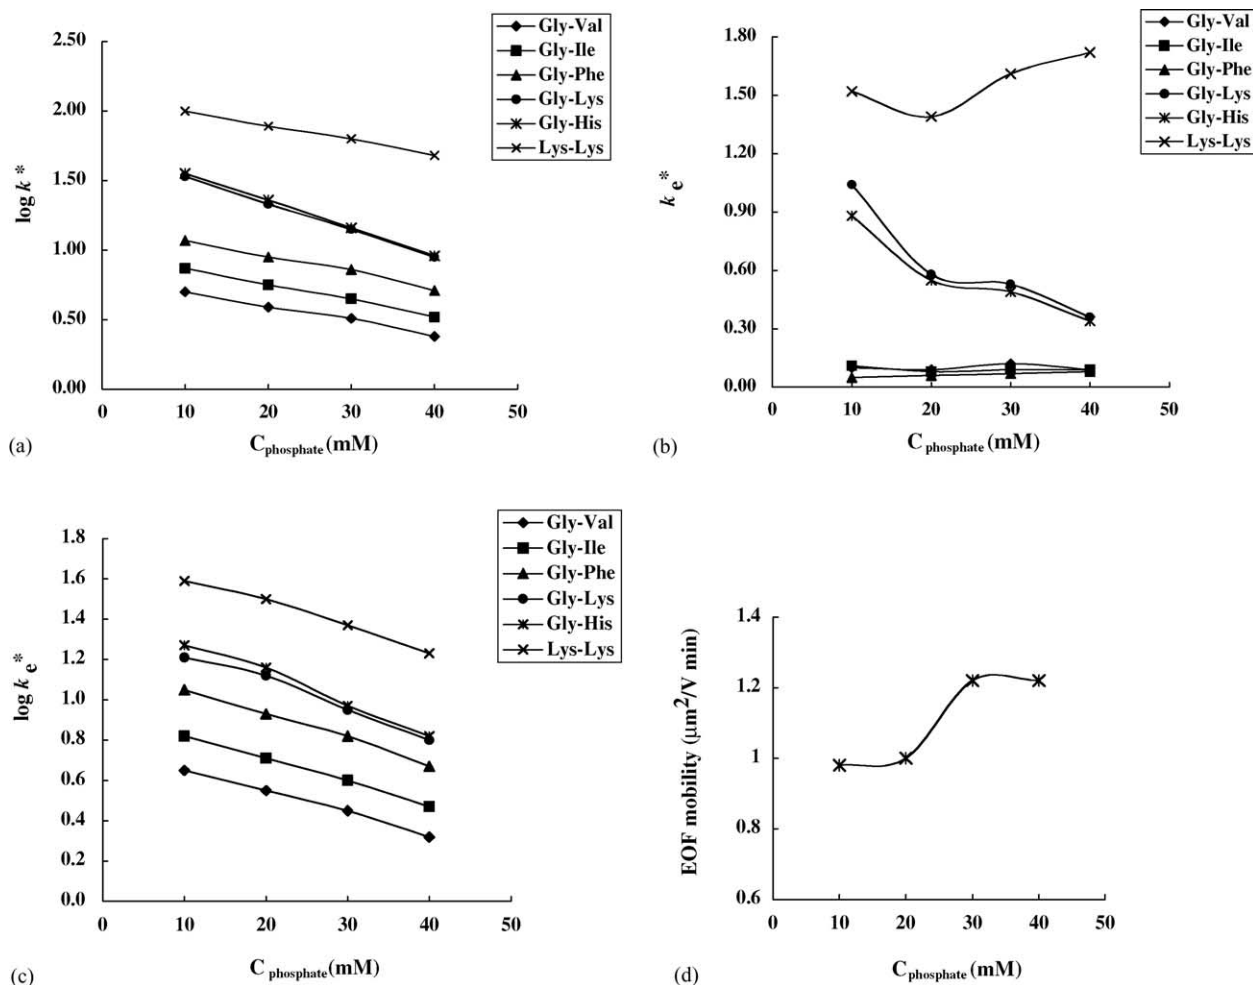 2.50
2.00
1.50
1.00
0.50
0.00
log k *
0 10 20 30 40 50
C phosphate (mM)
Gly-Val
Gly-Ile
Gly-Phe
Gly-Lys
Gly-His
Lys-Lys
(a)
1.80
1.50
1.20
0.90
0.60
0.30
0.00
k e *
0 10 20 30 40 50
C phosphate (mM)
Gly-Val
Gly-Ile
Gly-Phe
Gly-Lys
Gly-His
Lys-Lys
(b)
1.8
1.6
1.4
1.2
1.0
0.8
0.6
0.4
0.2
0.0
log k e *
0 10 20 30 40 50
C phosphate (mM)
Gly-Val
Gly-Ile
Gly-Phe
Gly-Lys
Gly-His
Lys-Lys
(c)
1.4
1.2
1
0.8
0.6
EOF mobility (μm²/V min)
0 10 20 30 40 50
C phosphate (mM)
(d)